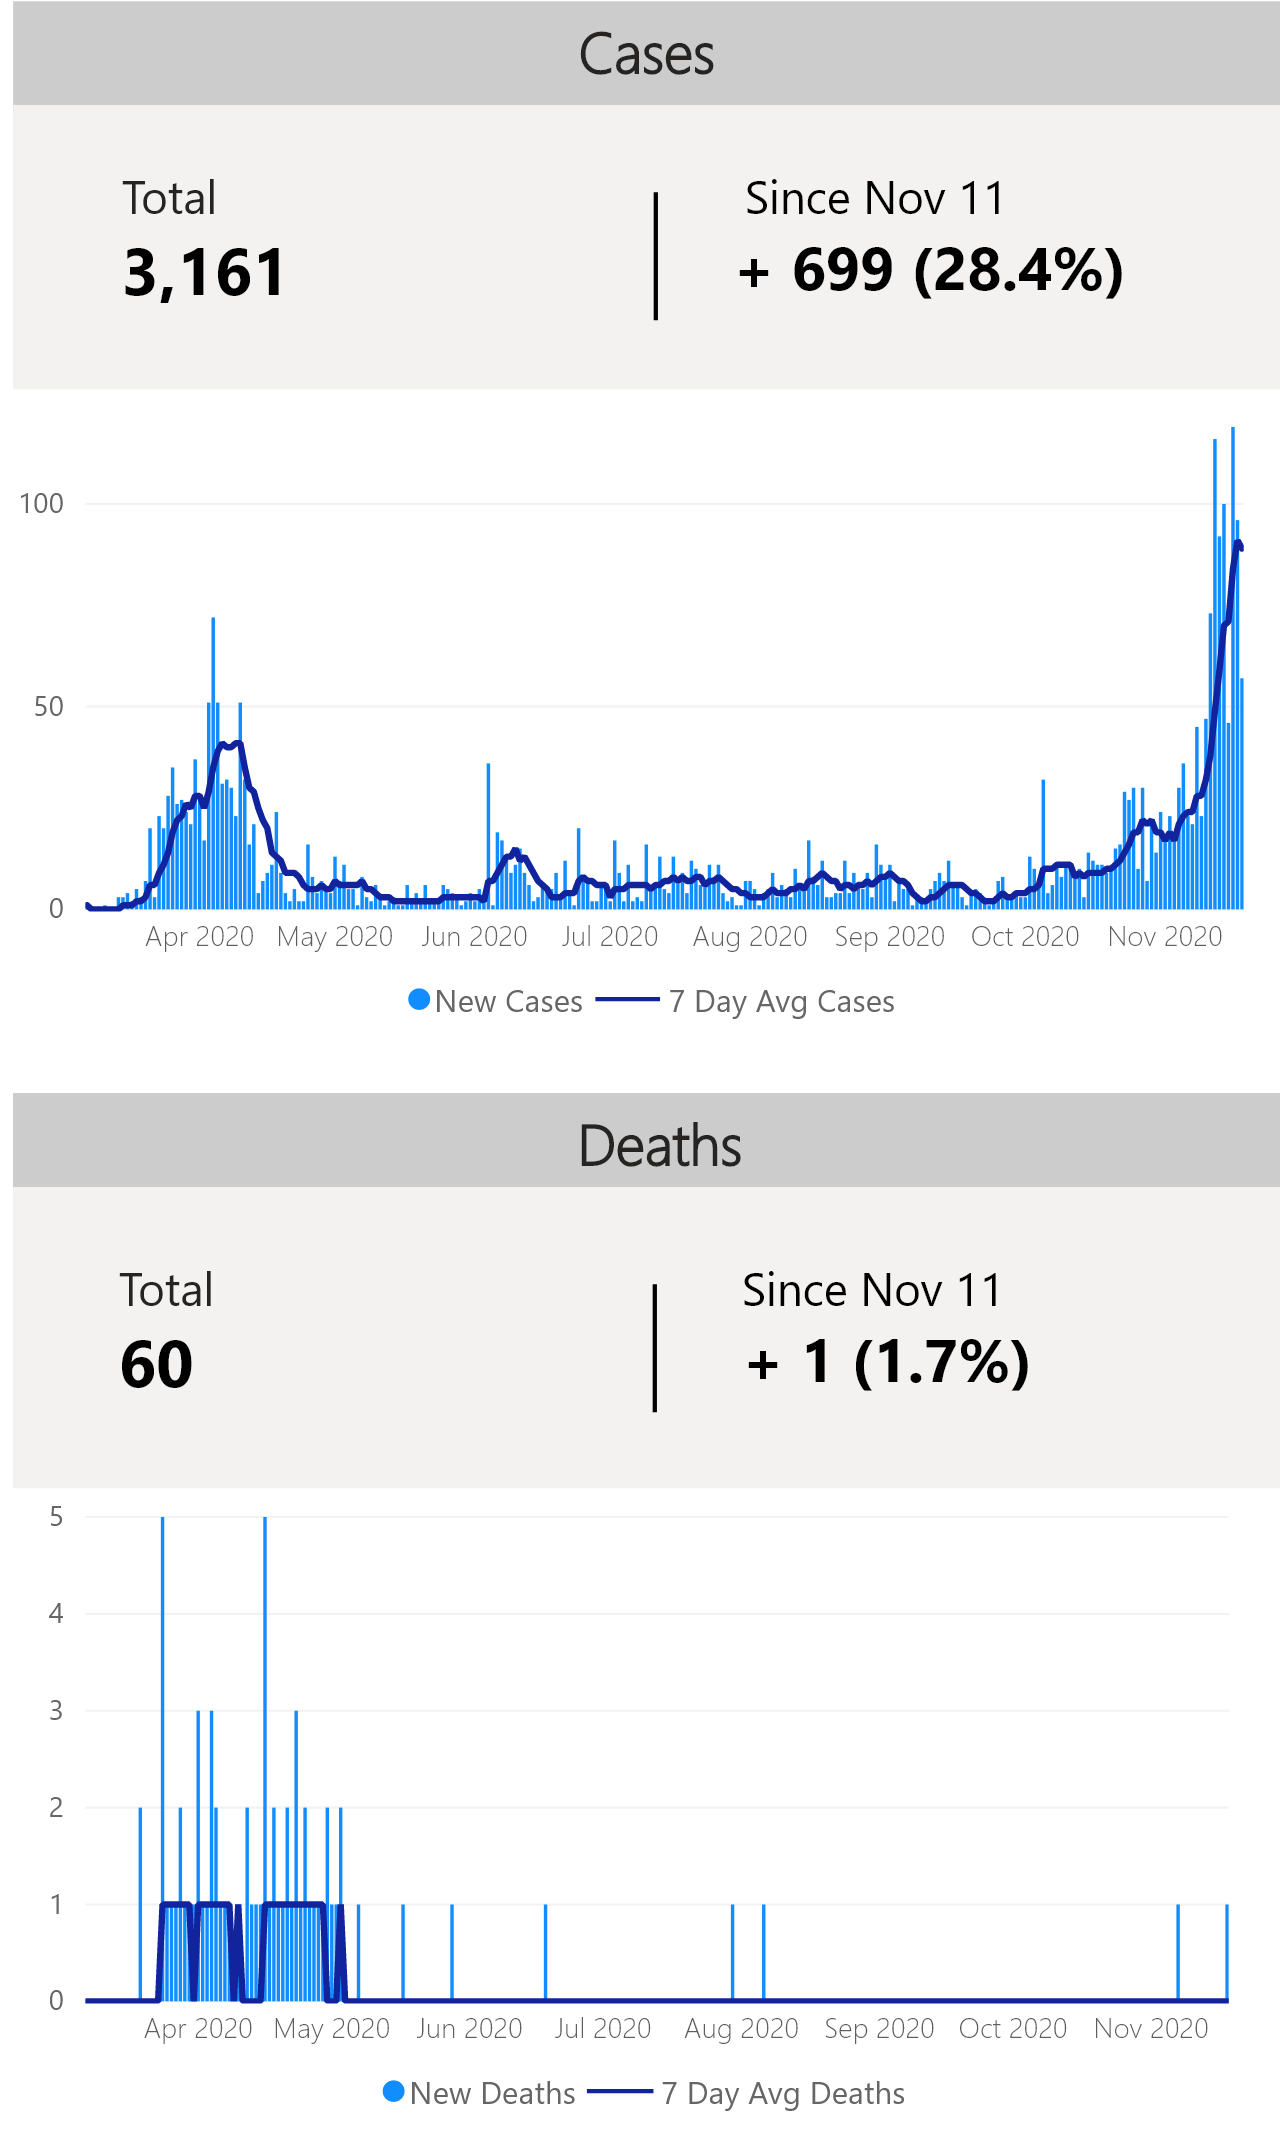 Cases
Total
Since Nov 11
3,161
+ 699 (28.4%)
100
50
0
Apr 2020 May 2020 Jun 2020 Jul 2020 Aug 2020 Sep 2020 Oct 2020 Nov 2020
New Cases 7 Day Avg Cases
Deaths
Total
Since Nov 11
60
+ 1 (1.7%)
5
4
3
2
1
0
Apr 2020 May 2020 Jun 2020 Jul 2020 Aug 2020 Sep 2020 Oct 2020 Nov 2020
New Deaths 7 Day Avg Deaths